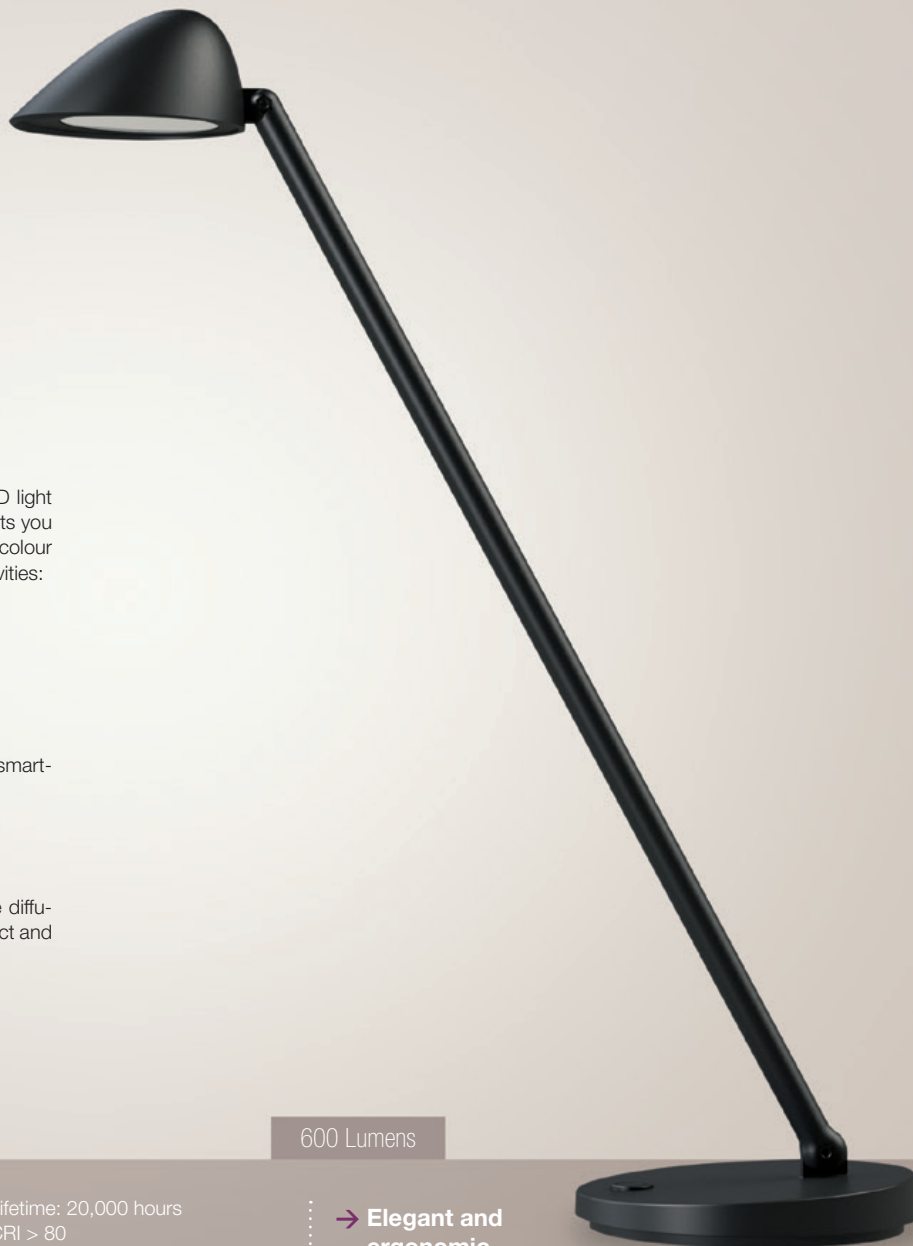 D light
ts you
colour
vities:
smart-
e diffu-
ct and
600 Lumens
ifetime: 20,000 hours
CRI > 80
→ Elegant and
ergonomic